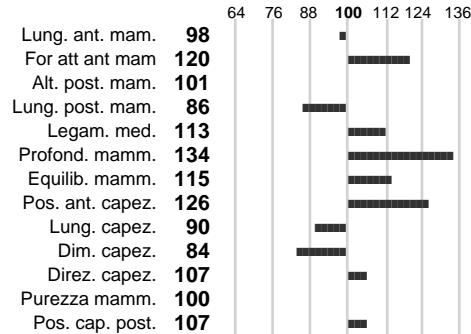 64 76 88 100 112 124 136
Lung. ant. mam. 98
For att ant mam 120
Alt. post. mam. 101
Lung. post. mam. 86
Legam. med. 113
Profond. mamm. 134
Equilib. mamm. 115
Pos. ant. capez. 126
Lung. capez. 90
Dim. capez. 84
Direz. capez. 107
Purezza mamm. 100
Pos. cap. post. 107